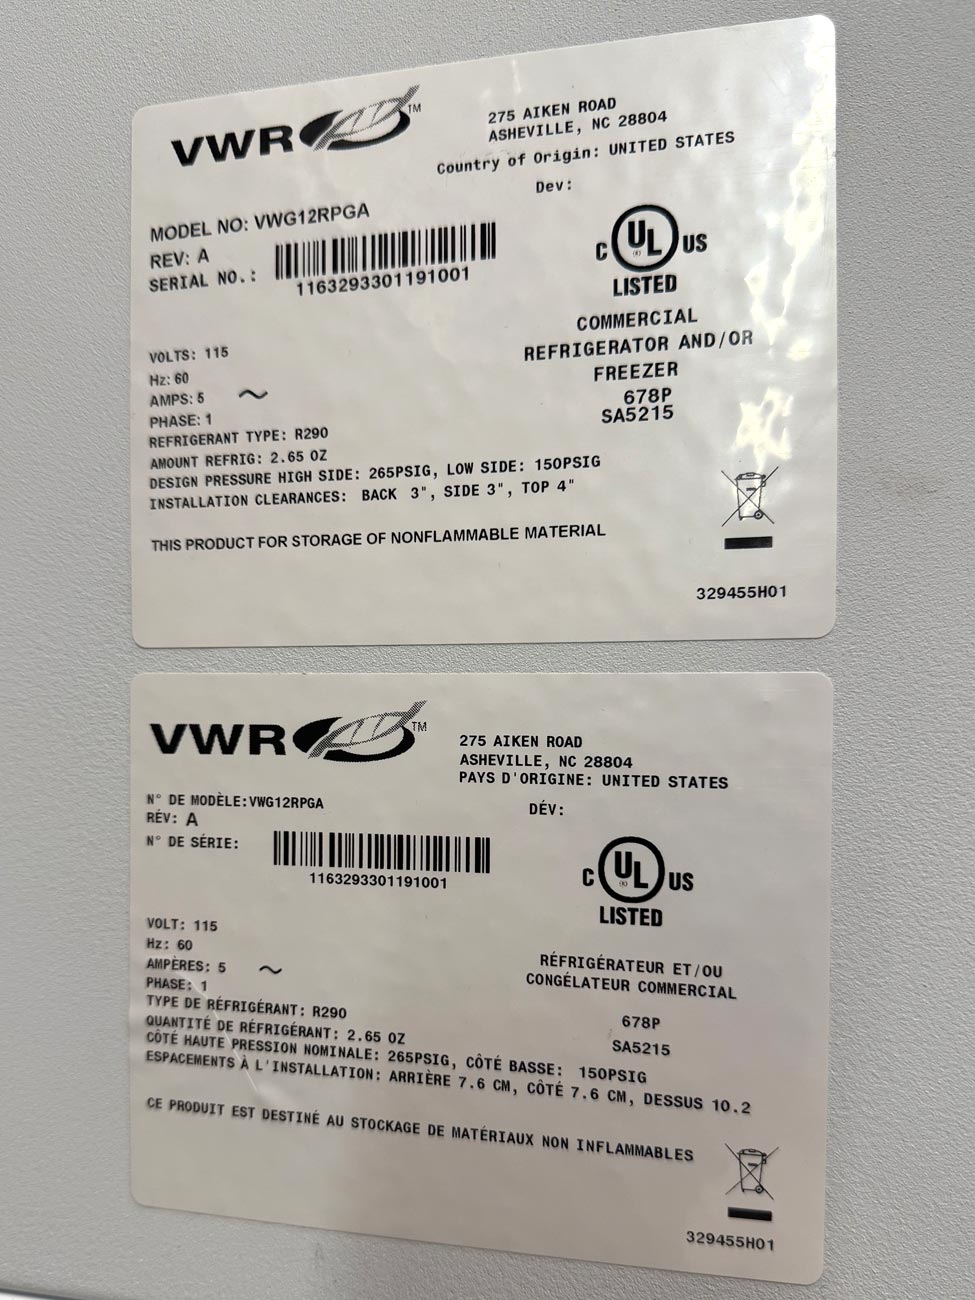 VWR TM
275 AIKEN ROAD
ASHEVILLE, NC 28804
Country of Origin: UNITED STATES
Dev:
MODEL NO: VWG12RPGA
REV: A
SERIAL NO.:
1163293301191001
C UL US
LISTED
COMMERCIAL
REFRIGERATOR AND/OR
FREEZER
678P
SA5215
VOLTS: 115
Hz: 60
AMPS: 5 ~
PHASE: 1
REFRIGERANT TYPE: R290
AMOUNT REFRIG: 2.65 OZ
DESIGN PRESSURE HIGH SIDE: 265PSIG, LOW SIDE: 150PSIG
INSTALLATION CLEARANCES: BACK 3", SIDE 3", TOP 4"
THIS PRODUCT FOR STORAGE OF NONFLAMMABLE MATERIAL
329455H01
VWR TM
275 AIKEN ROAD
ASHEVILLE, NC 28804
PAYS D'ORIGINE: UNITED STATES
DÉV:
N° DE MODÈLE:VWG12RPGA
RÉV: A
N° DE SÉRIE:
1163293301191001
C UL US
LISTED
RÉFRIGÉRATEUR ET/OU
CONGÉLATEUR COMMERCIAL
678P
SA5215
VOLT: 115
Hz: 60
AMPÈRES: 5 ~
PHASE: 1
TYPE DE RÉFRIGÉRANT: R290
QUANTITÉ DE RÉFRIGÉRANT: 2.65 OZ
CÔTÉ HAUTE PRESSION NOMINALE: 265PSIG, CÔTÉ BASSE: 150PSIG
ESPACEMENTS À L'INSTALLATION: ARRIÈRE 7.6 CM, CÔTÉ 7.6 CM, DESSUS 10.2
CE PRODUIT EST DESTINÉ AU STOCKAGE DE MATÉRIAUX NON INFLAMMABLES
329455H01